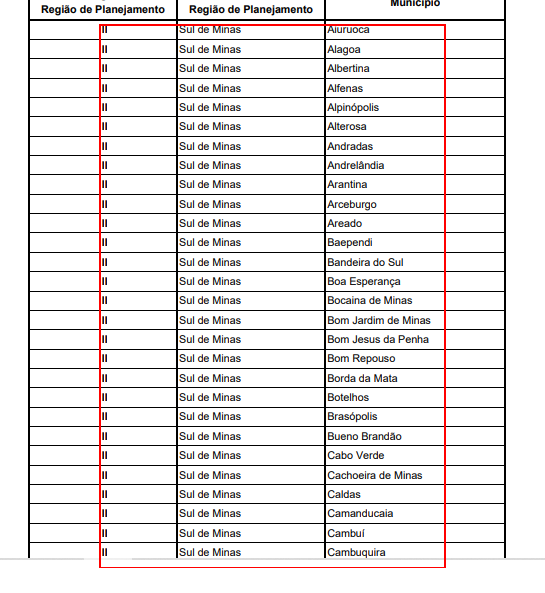 Região de Planejamento Região de Planejamento Município
II Sul de Minas Aiuruoca
II Sul de Minas Alagoa
II Sul de Minas Albertina
II Sul de Minas Alfenas
II Sul de Minas Alpinópolis
II Sul de Minas Alterosa
II Sul de Minas Andradas
II Sul de Minas Andrelândia
II Sul de Minas Arantina
II Sul de Minas Arceburgo
II Sul de Minas Areado
II Sul de Minas Baependi
II Sul de Minas Bandeira do Sul
II Sul de Minas Boa Esperança
II Sul de Minas Bocaina de Minas
II Sul de Minas Bom Jardim de Minas
II Sul de Minas Bom Jesus da Penha
II Sul de Minas Bom Repouso
II Sul de Minas Borda da Mata
II Sul de Minas Botelhos
II Sul de Minas Brasópolis
II Sul de Minas Bueno Brandão
II Sul de Minas Cabo Verde
II Sul de Minas Cachoeira de Minas
II Sul de Minas Caldas
II Sul de Minas Camanducaia
II Sul de Minas Cambuí
II Sul de Minas Cambuquira